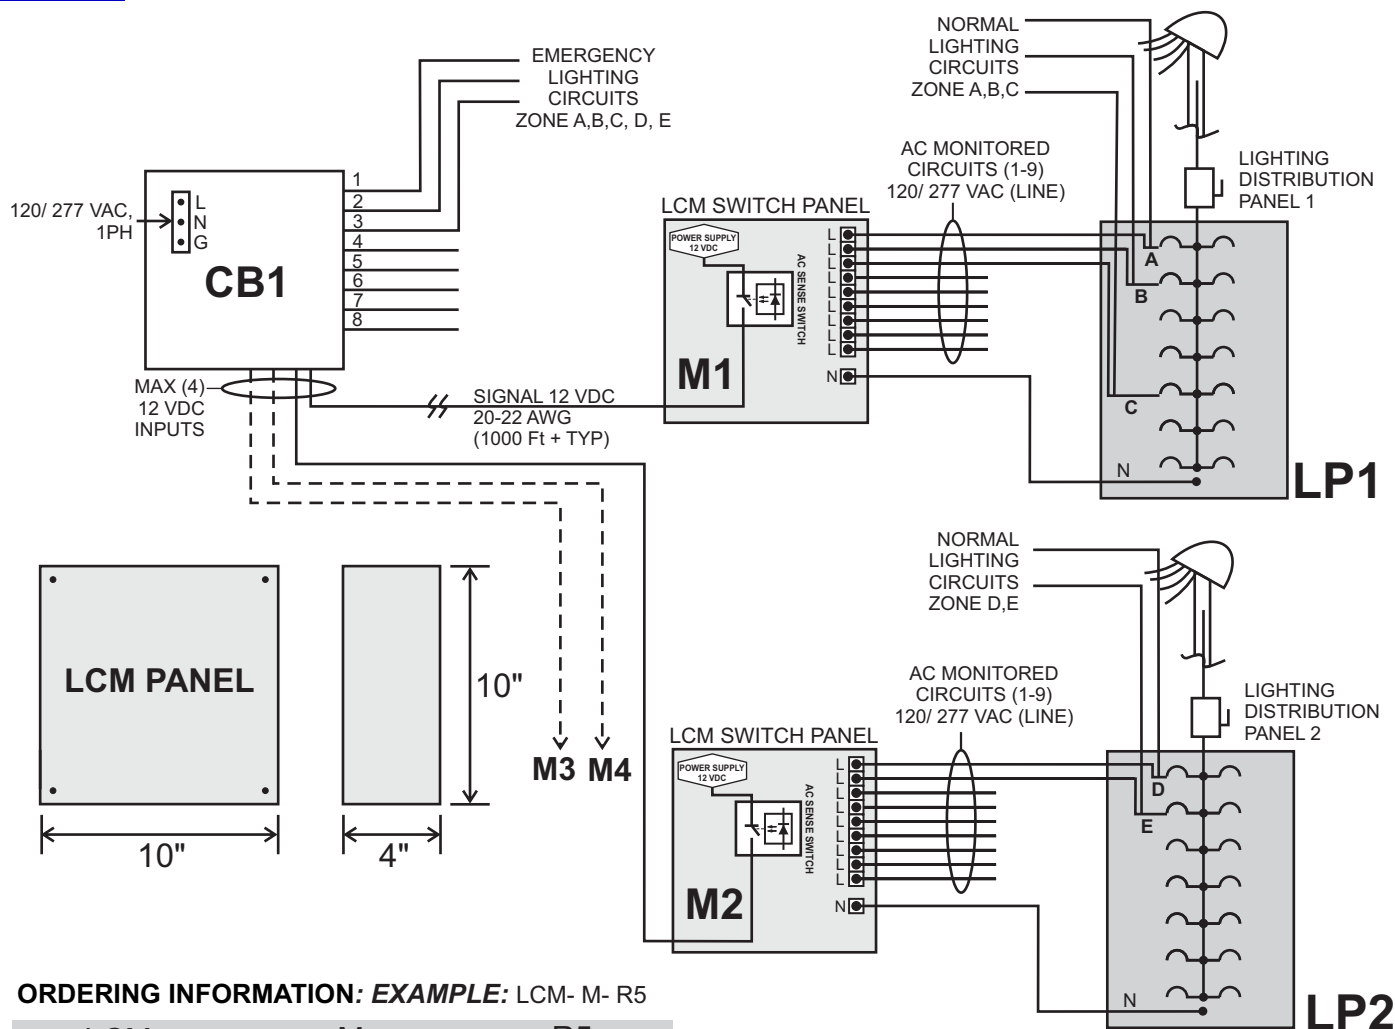 EMERGENCY
LIGHTING
CIRCUITS
ZONE A,B,C, D, E
NORMAL
LIGHTING
CIRCUITS
ZONE A,B,C
AC MONITORED
CIRCUITS (1-9)
120/ 277 VAC (LINE)
LIGHTING
DISTRIBUTION
PANEL 1
120/ 277 VAC,
1PH
L
N
G
CB1
1
2
3
4
5
6
7
8
MAX (4)
12 VDC
INPUTS
SIGNAL 12 VDC
20-22 AWG
(1000 Ft + TYP)
LCM SWITCH PANEL
POWER SUPPLY
12 VDC
AC SENSE SWITCH
M1
L
L
L
L
L
L
L
L
L
N
A
B
C
N
LP1
LCM PANEL
10"
10"
4"
M3 M4
NORMAL
LIGHTING
CIRCUITS
ZONE D,E
AC MONITORED
CIRCUITS (1-9)
120/ 277 VAC (LINE)
LIGHTING
DISTRIBUTION
PANEL 2
LCM SWITCH PANEL
POWER SUPPLY
12 VDC
AC SENSE SWITCH
M2
L
L
L
L
L
L
L
L
L
N
D
E
N
LP2
ORDERING INFORMATION: EXAMPLE: LCM- M- R5